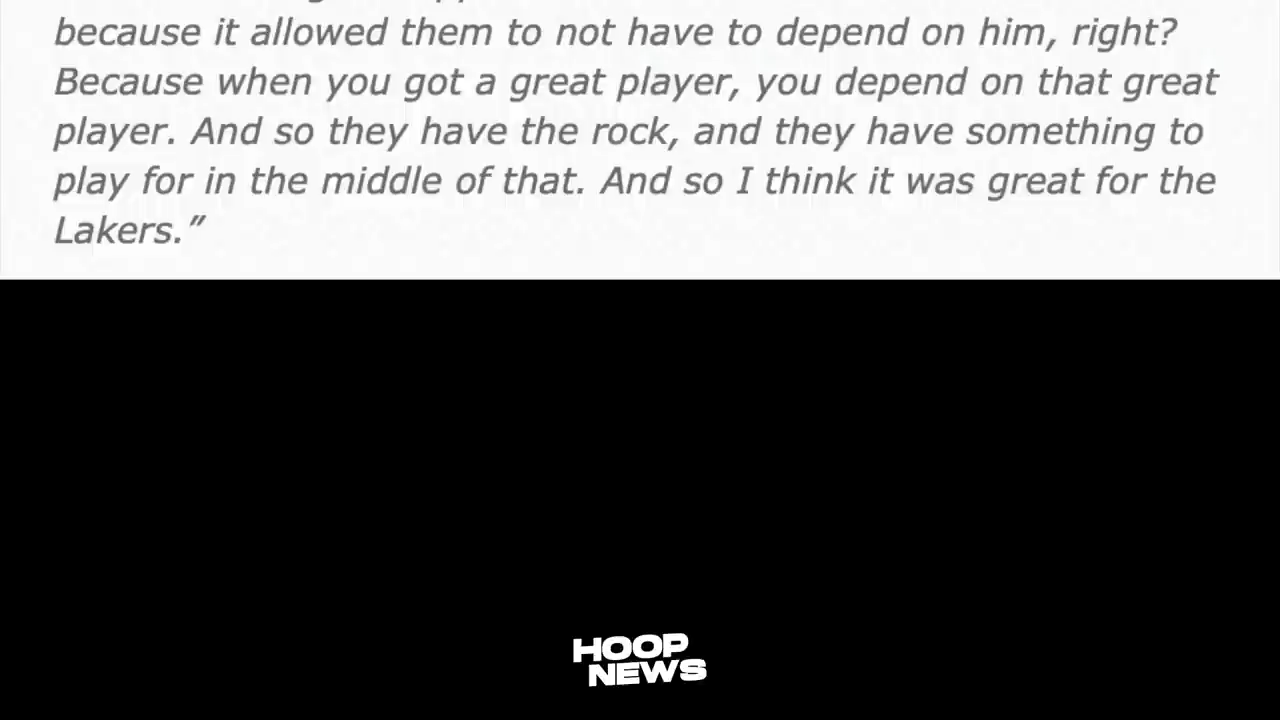 because it allowed them to not have to depend on him, right?
Because when you got a great player, you depend on that great
player. And so they have the rock, and they have something to
play for in the middle of that. And so I think it was great for the
Lakers.”
HOOP
NEWS